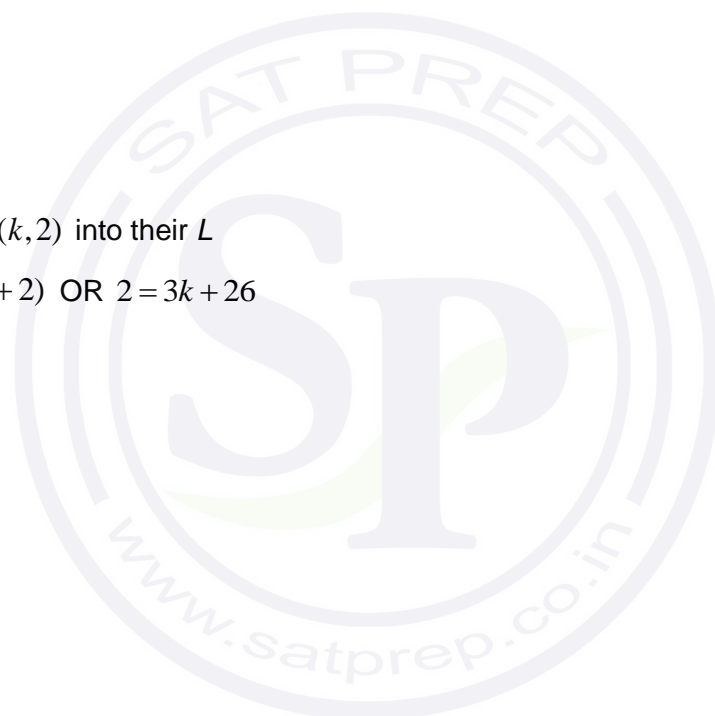 (k,2) into their L
+ 2) OR 2 = 3k + 26
SAT PREP
SP
www.satprep.co.in